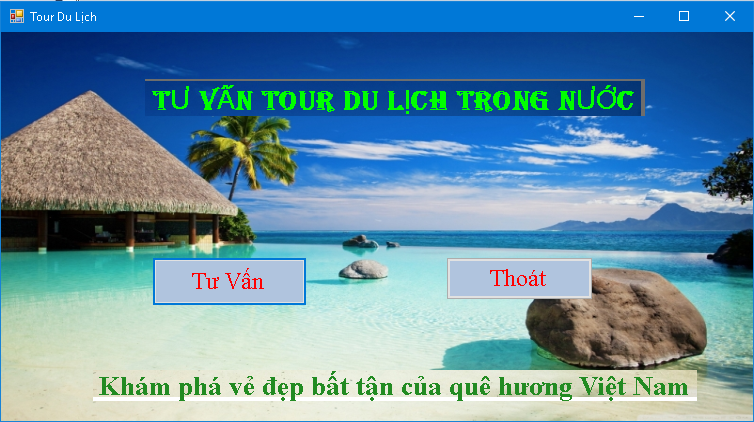 Tour Du Lịch
TƯ VẤN TOUR DU LỊCH TRONG NƯỚC
Tư Vấn
Thoát
Khám phá vẻ đẹp bất tận của quê hương Việt Nam